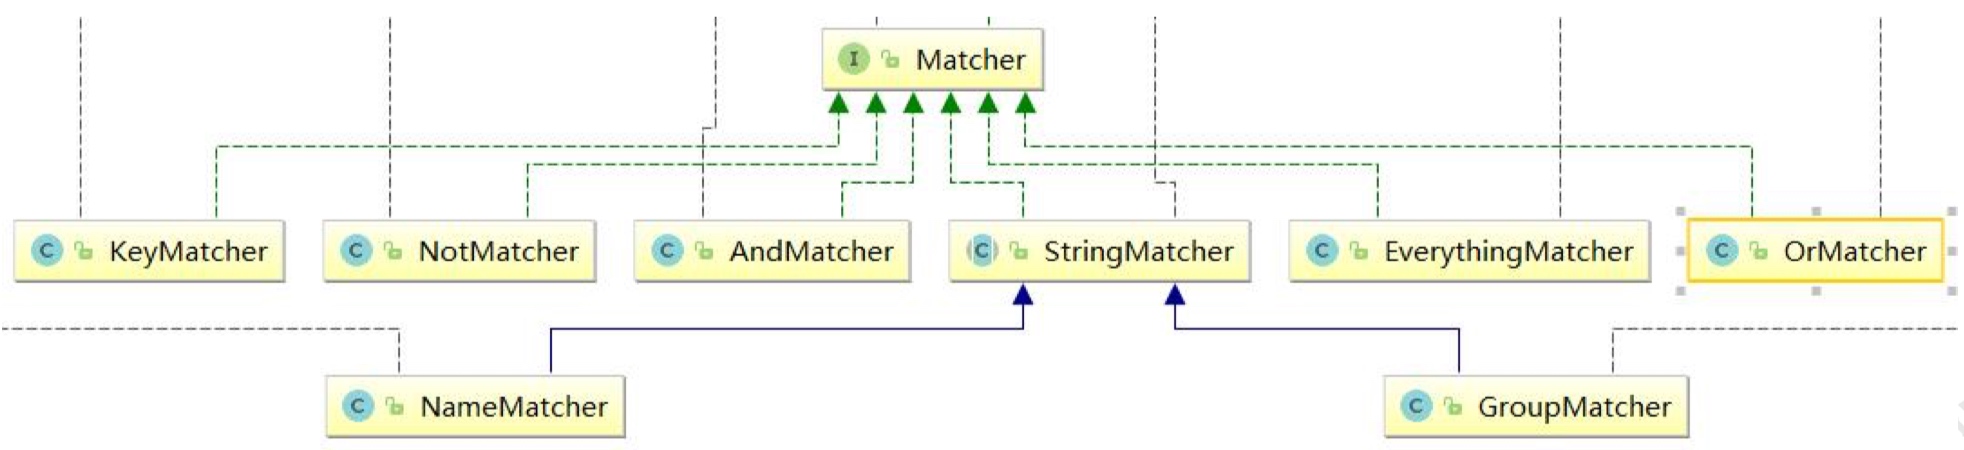 I Matcher
C KeyMatcher
C NotMatcher
C AndMatcher
C StringMatcher
C EverythingMatcher
C OrMatcher
C NameMatcher
C GroupMatcher